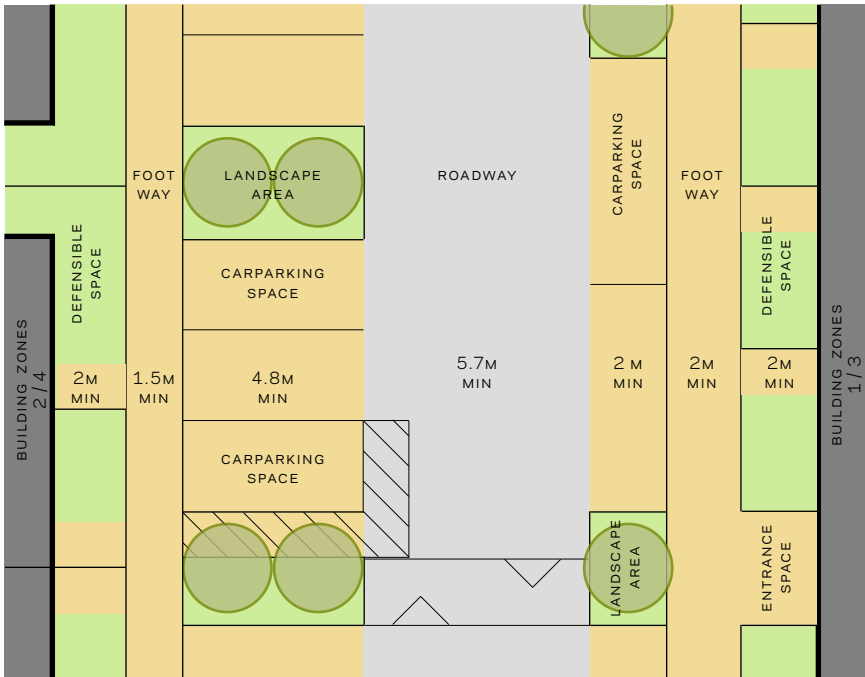 FOOT
WAY
LANDSCAPE
AREA
ROADWAY
CARPARKING
SPACE
FOOT
WAY
DEFENSIBLE
SPACE
CARPARKING
SPACE
DEFENSIBLE
SPACE
BUILDING ZONES
2/4
2M
MIN
1.5M
MIN
4.8M
MIN
5.7M
MIN
2 M
MIN
2M
MIN
2M
MIN
BUILDING ZONES
1/3
CARPARKING
SPACE
LANDSCAPE
AREA
ENTRANCE
SPACE